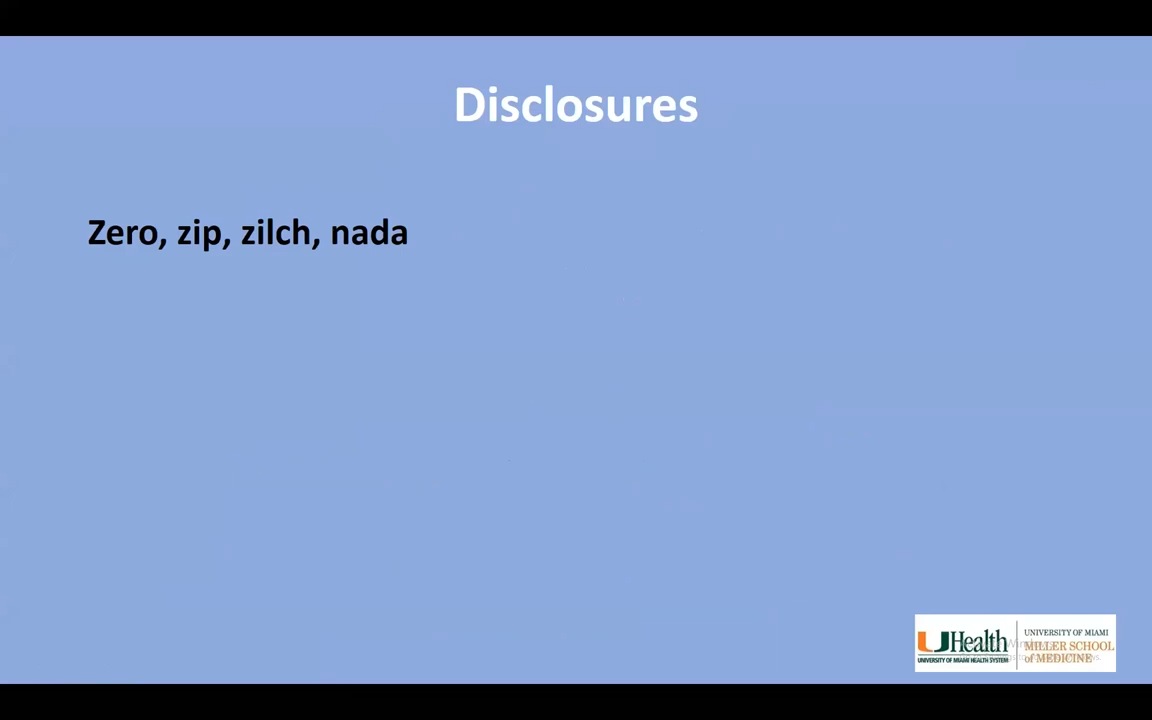 Disclosures
Zero, zip, zilch, nada
UHealth
UNIVERSITY OF MIAMI HEALTH SYSTEM
UNIVERSITY OF MIAMI
MILLER SCHOOL
of MEDICINE